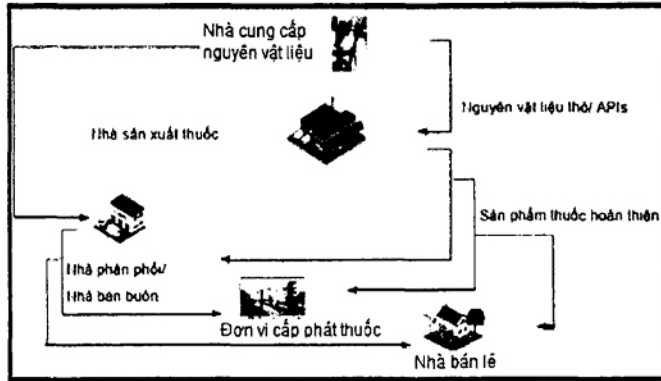 Nhà cung cấp
nguyên vật liệu
Nguyên vật liệu thô/ APIs
Nhà sản xuất thuốc
Sản phẩm thuốc hoàn thiện
Nhà phân phối/
Nhà bán buôn
Đơn vị cấp phát thuốc
Nhà bán lẻ